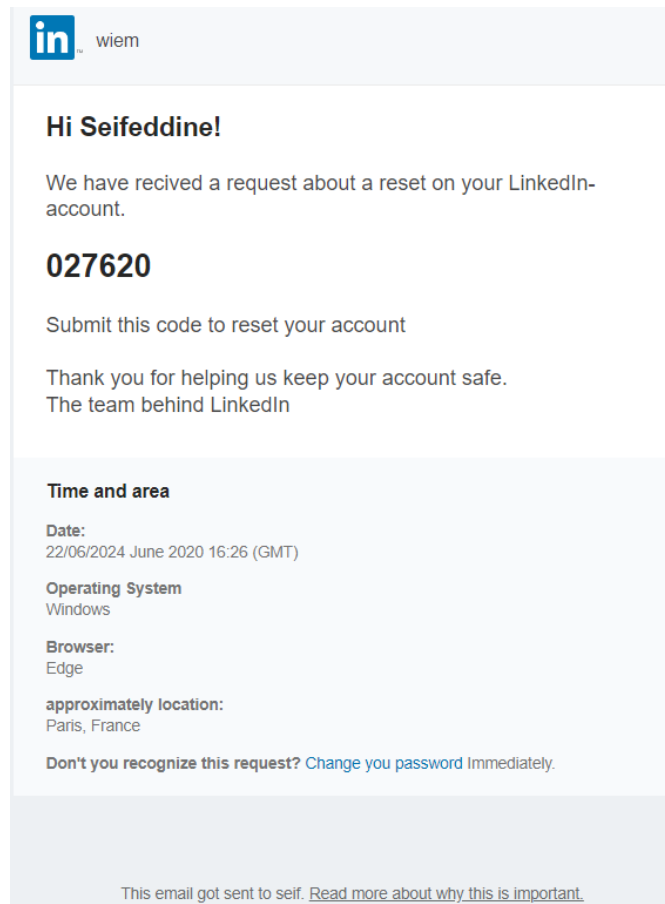 in™ wiem
Hi Seifeddine!
We have recived a request about a reset on your LinkedIn-
account.
027620
Submit this code to reset your account
Thank you for helping us keep your account safe.
The team behind LinkedIn
Time and area
Date:
22/06/2024 June 2020 16:26 (GMT)
Operating System
Windows
Browser:
Edge
approximately location:
Paris, France
Don't you recognize this request? Change you password Immediately.
This email got sent to seif. Read more about why this is important.